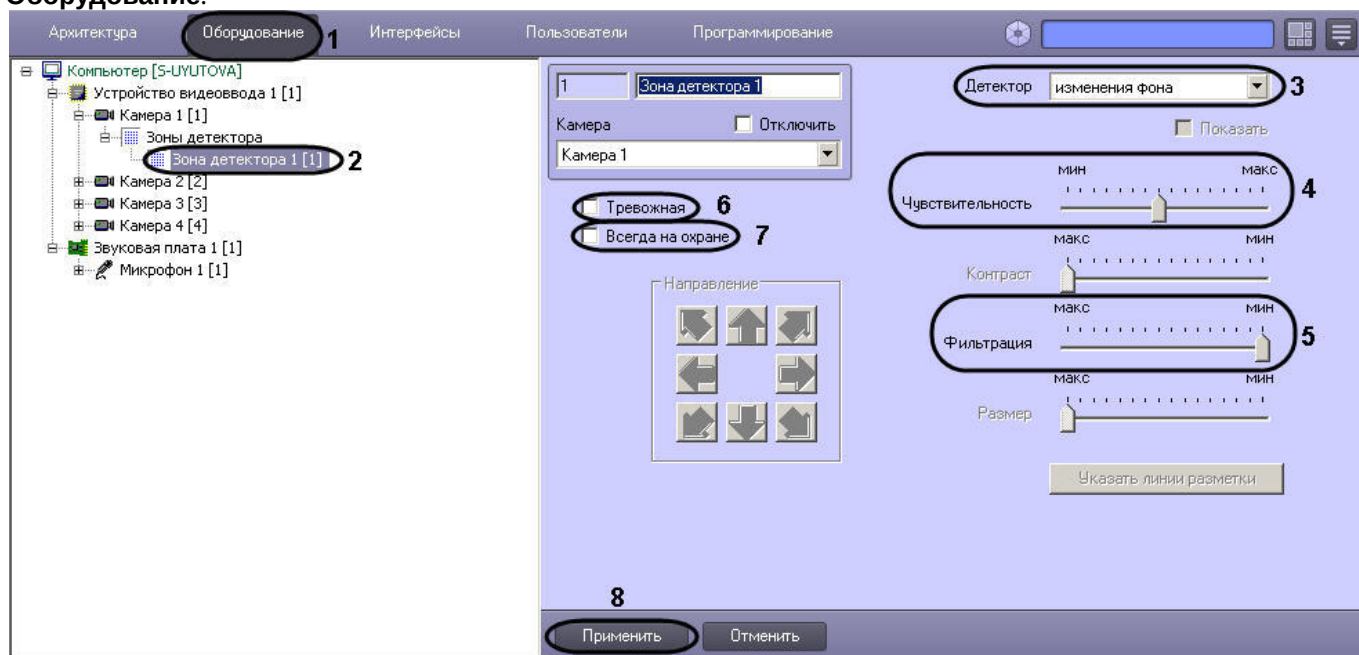 Оборудование.
Архитектура Оборудование 1 Интерфейсы Пользователи Программирование
Компьютер [S-UYUTOVA]
Устройство видеоввода 1 [1]
Камера 1 [1]
Зоны детектора
Зона детектора 1 [1] 2
Камера 2 [2]
Камера 3 [3]
Камера 4 [4]
Звуковая плата 1 [1]
Микрофон 1 [1]
1 Зона детектора 1
Камера Отключить
Камера 1
Тревожная 6
Всегда на охране 7
Направление
Детектор изменения фона 3
Показать
мин макс
Чувствительность 4
макс мин
Контраст
макс мин
Фильтрация 5
макс мин
Размер
Указать линии разметки
8
Применить Отменить